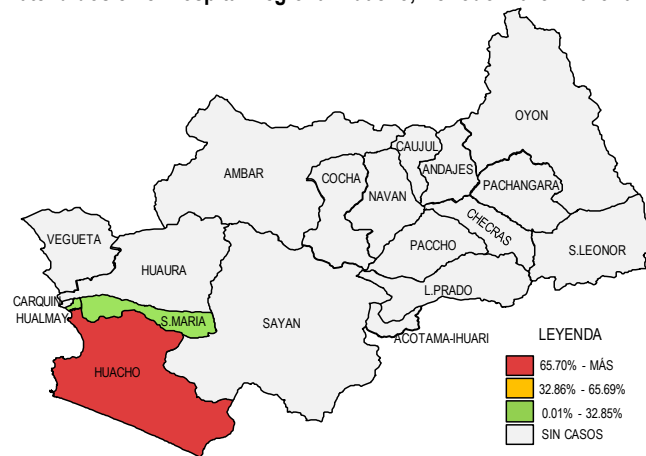 OYON
CAUJUL
ANDAJES
AMBAR
COCHA
NAVAN
PACHANGARA
CHECRAS
VEGUETA
PACCHO
S.LEONOR
HUAURA
L.PRADO
CARQUIN
HUALMAY
S.MARIA
SAYAN
ACOTAMA-IHUARI
HUACHO
LEYENDA
65.70% - MÁS
32.86% - 65.69%
0.01% - 32.85%
SIN CASOS